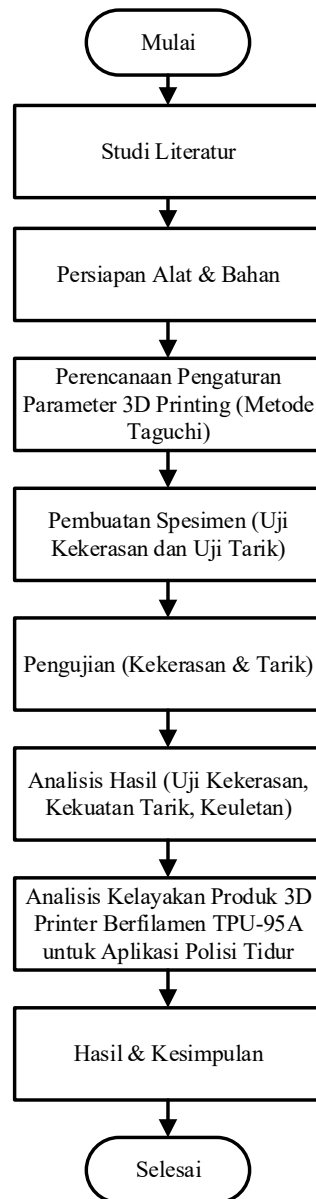 Mulai
Studi Literatur
Persiapan Alat & Bahan
Perencanaan Pengaturan
Parameter 3D Printing (Metode
Taguchi)
Pembuatan Spesimen (Uji
Kekerasan dan Uji Tarik)
Pengujian (Kekerasan & Tarik)
Analisis Hasil (Uji Kekerasan,
Kekuatan Tarik, Keuletan)
Analisis Kelayakan Produk 3D
Printer Berfilamen TPU-95A
untuk Aplikasi Polisi Tidur
Hasil & Kesimpulan
Selesai